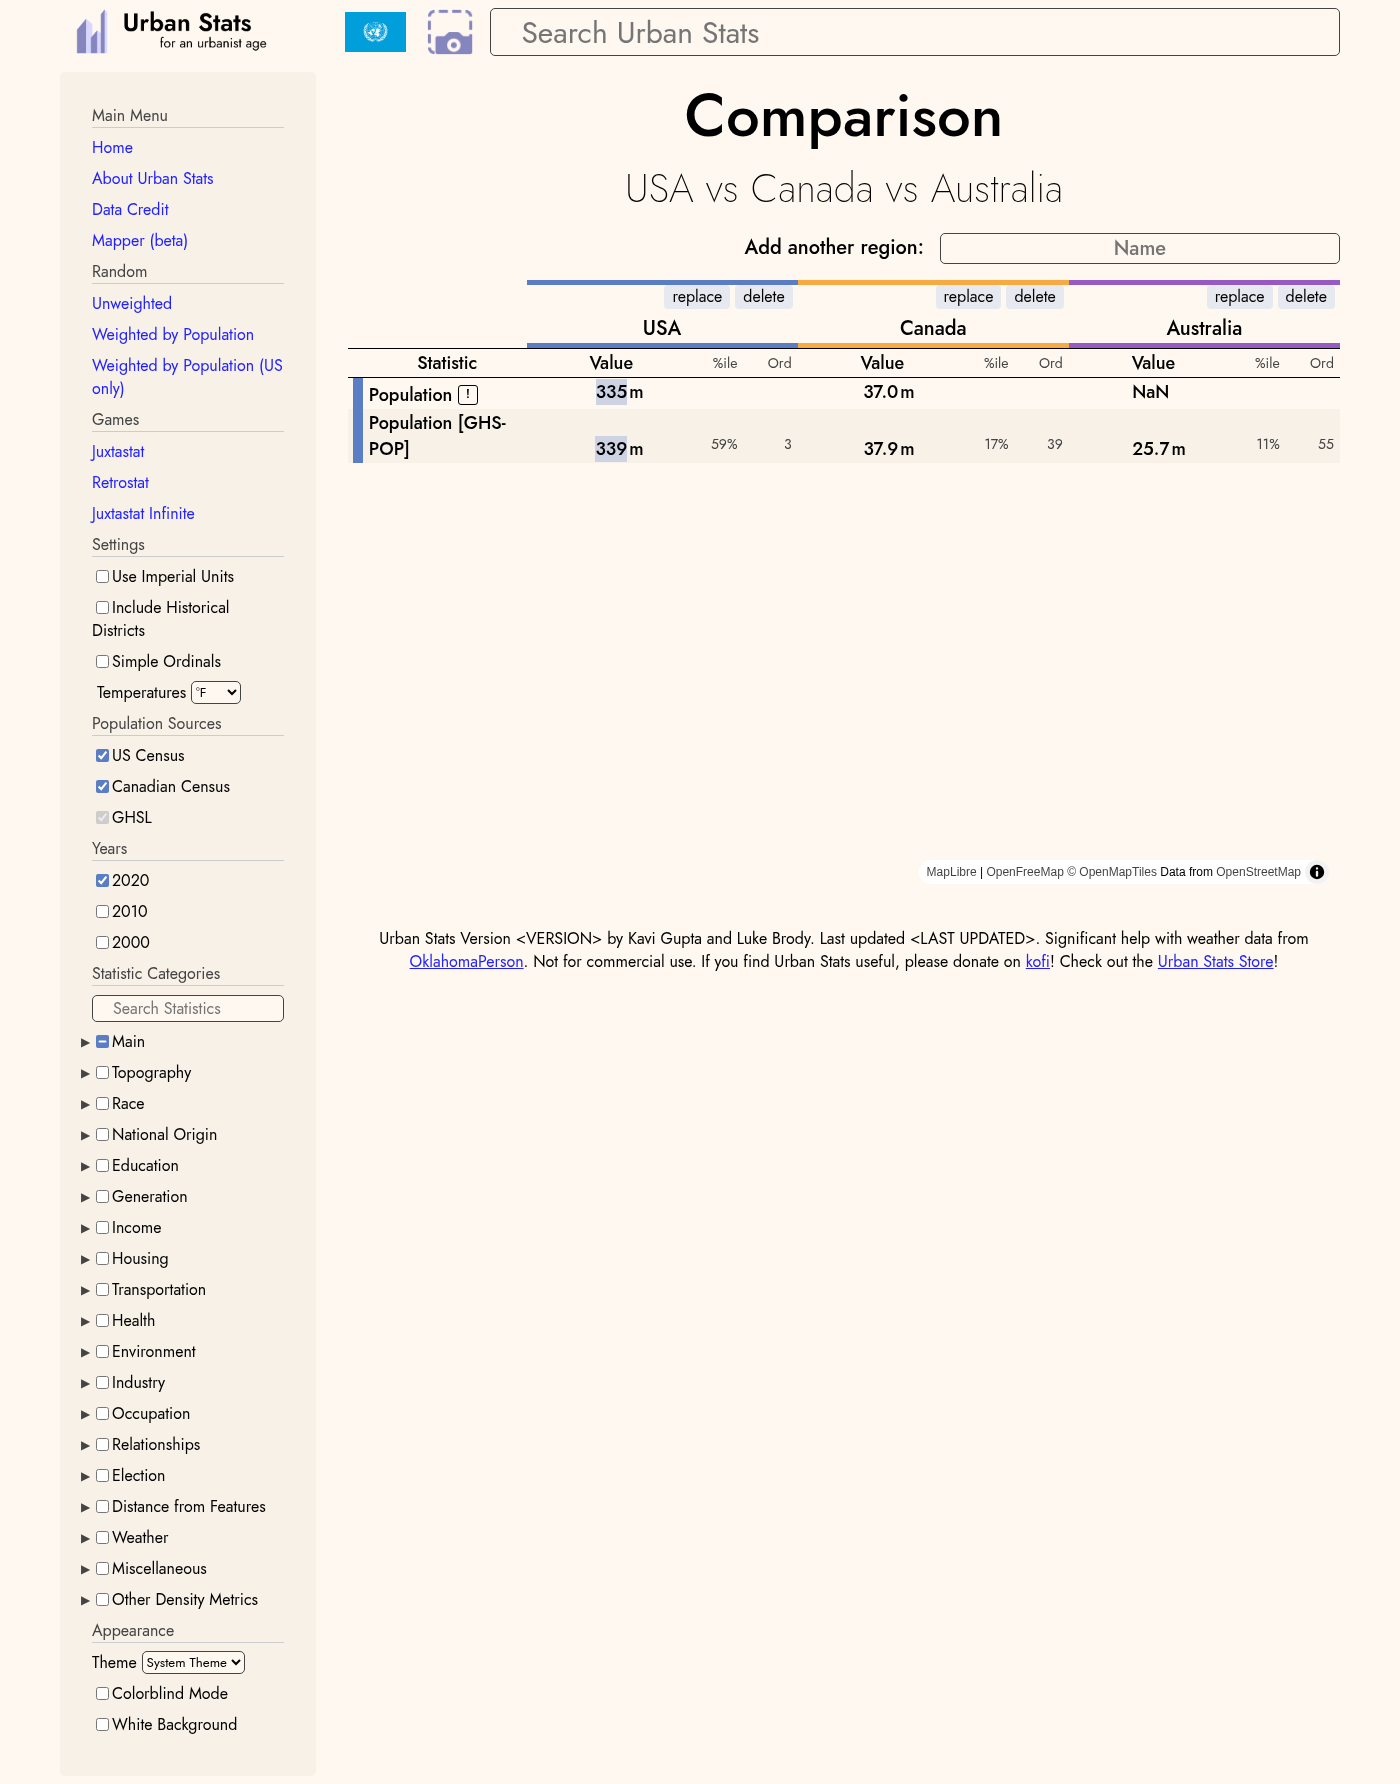 Urban Stats
for an urbanist age
Search Urban Stats
Main Menu
Home
About Urban Stats
Data Credit
Mapper (beta)
Random
Unweighted
Weighted by Population
Weighted by Population (US
only)
Games
Juxtastat
Retrostat
Juxtastat Infinite
Settings
Use Imperial Units
Include Historical
Districts
Simple Ordinals
Temperatures °F
Population Sources
US Census
Canadian Census
GHSL
Years
2020
2010
2000
Statistic Categories
Search Statistics
Main
Topography
Race
National Origin
Education
Generation
Income
Housing
Transportation
Health
Environment
Industry
Occupation
Relationships
Election
Distance from Features
Weather
Miscellaneous
Other Density Metrics
Appearance
Theme System Theme
Colorblind Mode
White Background
Comparison
USA vs Canada vs Australia
Add another region: Name
replace delete replace delete replace delete
USA Canada Australia
Statistic Value %ile Ord Value %ile Ord Value %ile Ord
Population ! 335 m 37.0 m NaN
Population [GHS-
POP] 339 m 59% 3 37.9 m 17% 39 25.7 m 11% 55
MapLibre | OpenFreeMap © OpenMapTiles Data from OpenStreetMap
Urban Stats Version <VERSION> by Kavi Gupta and Luke Brody. Last updated <LAST UPDATED>. Significant help with weather data from
OklahomaPerson. Not for commercial use. If you find Urban Stats useful, please donate on kofi! Check out the Urban Stats Store!